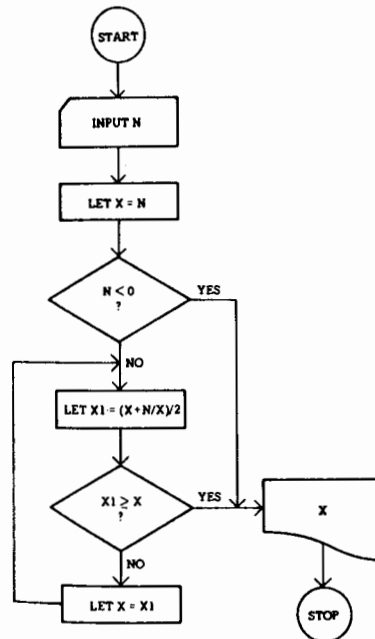 START
INPUT N
LET X = N
N < 0
?
YES
NO
LET X1 = (X+N/X)/2
X1 ≥ X
?
YES
X
NO
LET X = X1
STOP